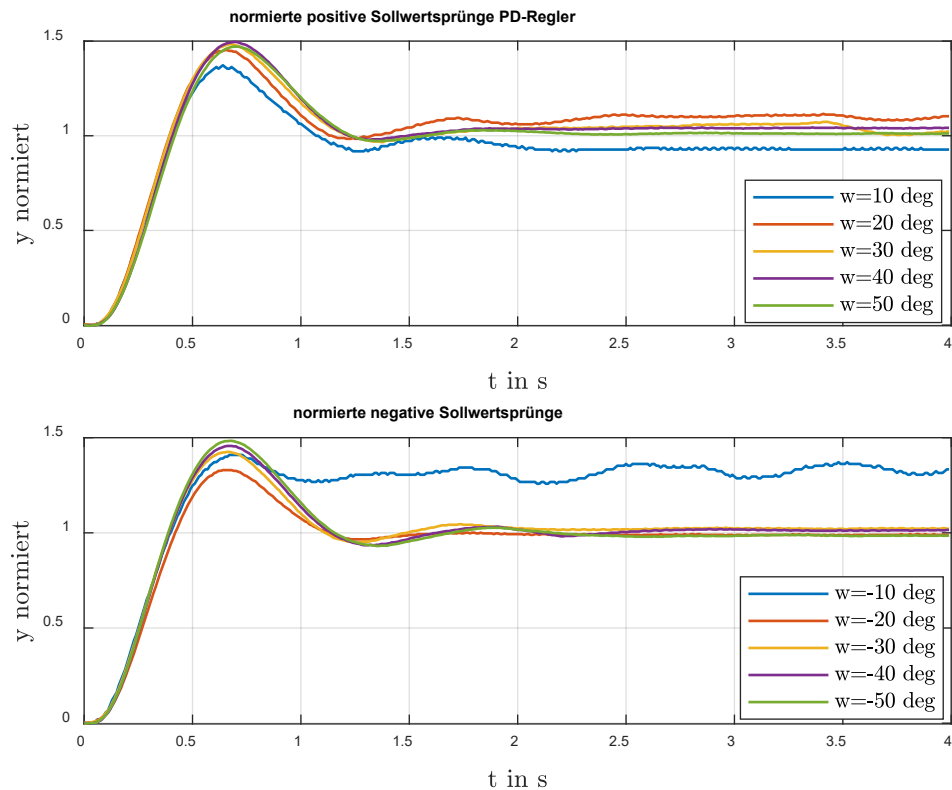 normierte positive Sollwertsprünge PD-Regler
1.5
1
0.5
0
y normiert
w=10 deg
w=20 deg
w=30 deg
w=40 deg
w=50 deg
0 0.5 1 1.5 2 2.5 3 3.5 4
t in s
normierte negative Sollwertsprünge
1.5
1
0.5
0
y normiert
w=-10 deg
w=-20 deg
w=-30 deg
w=-40 deg
w=-50 deg
0 0.5 1 1.5 2 2.5 3 3.5 4
t in s